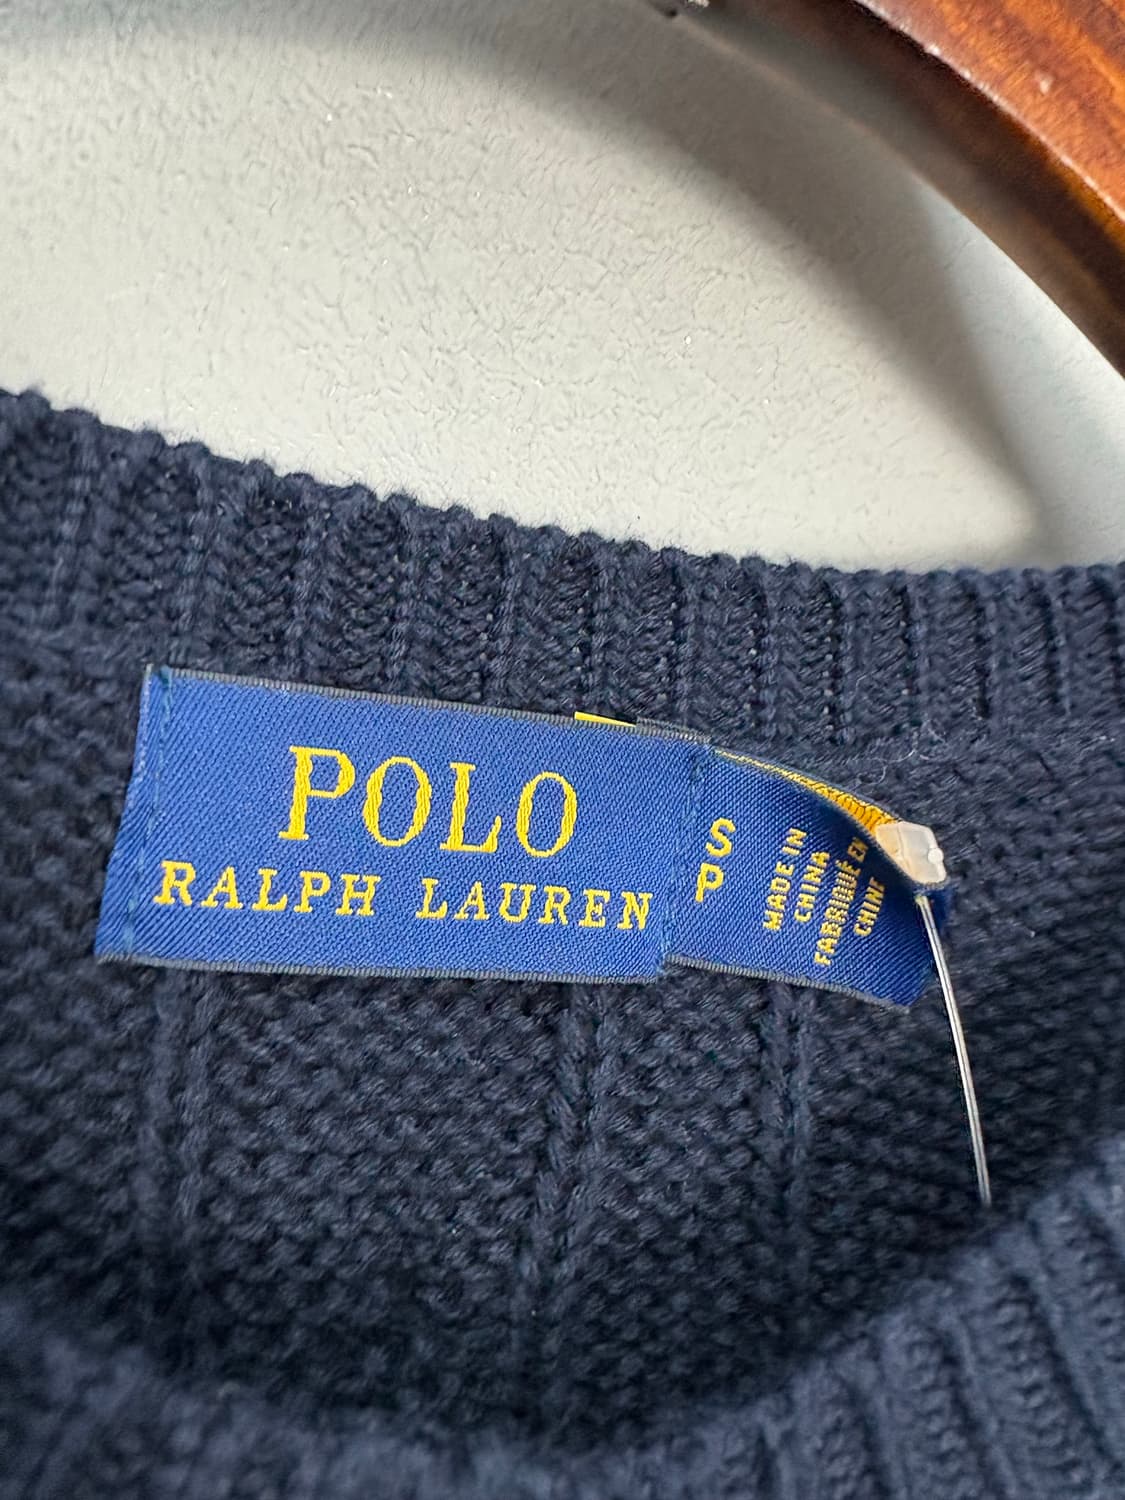 POLO
RALPH LAUREN
S
P
MADE IN
CHINA
FABRIQUÉ EN
CHINE